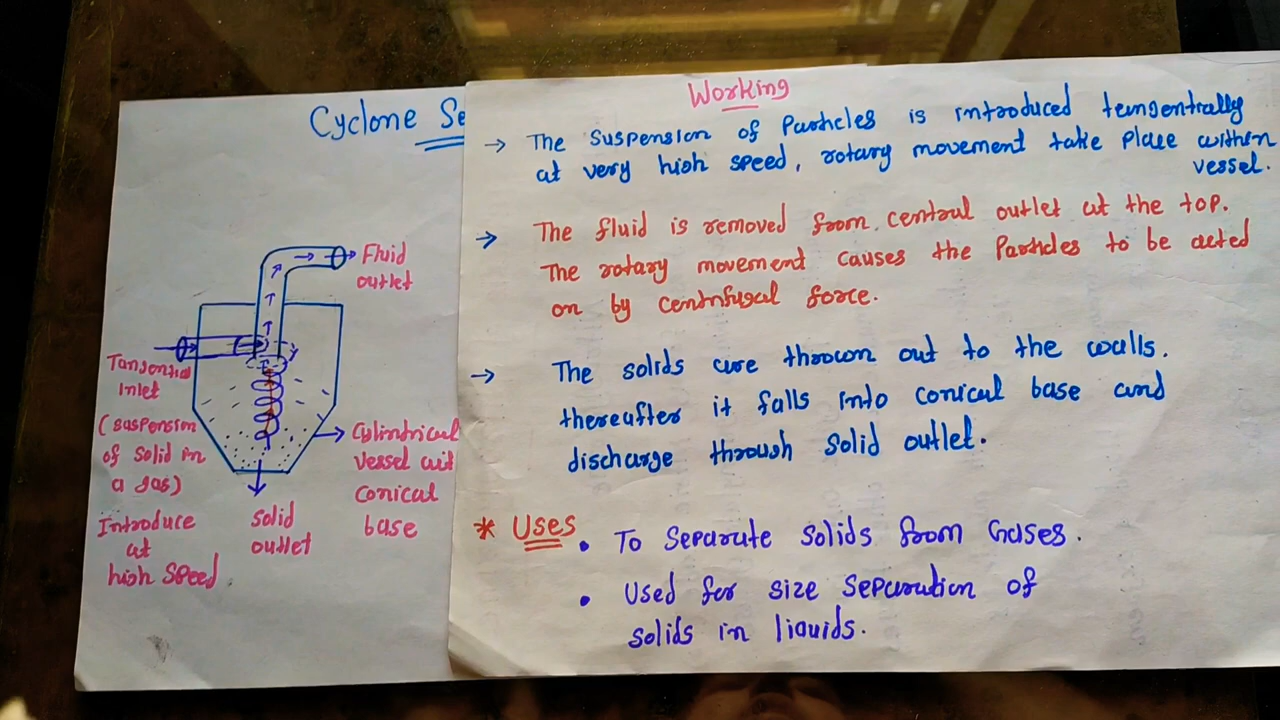 Cyclone Se
Fluid
outlet
Tangential
Inlet
(suspension
of solid in
a gas)
Introduce
at
high speed
solid
outlet
Cylintrical
vessel wit
conical
base
Working
→ The suspension of Particles is introduced tengentrally
at very high speed, rotary movement take place within
vessel.
→ The fluid is removed from central outlet at the top.
The rotary movement causes the Particles to be acted
on by centrifugal force.
→ The solids are thrown out to the walls.
thereafter it falls into conical base and
discharge through solid outlet.
* Uses
• To separate solids from Gases.
• Used for size separation of
solids in liquids.